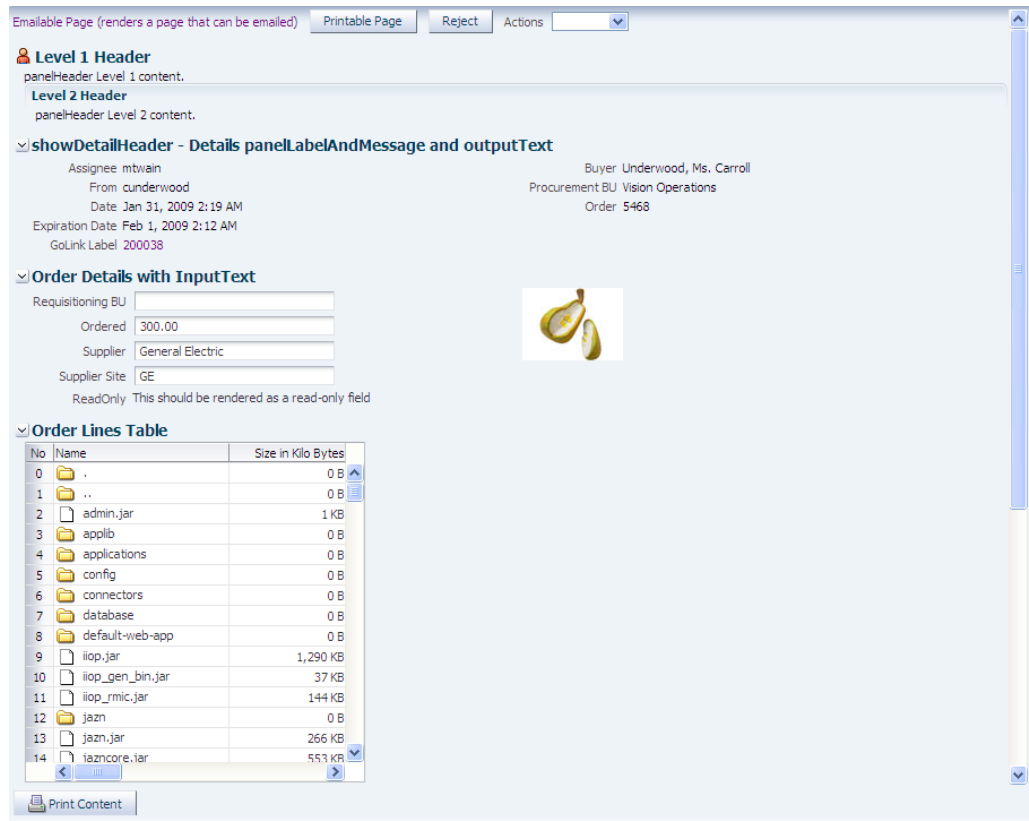 Emailable Page (renders a page that can be emailed) Printable Page Reject Actions
Level 1 Header
panelHeader Level 1 content.
Level 2 Header
panelHeader Level 2 content.
showDetailHeader - Details panelLabelAndMessage and outputText
Assignee mtwain Buyer Underwood, Ms. Carroll
From cunderwood Procurement BU Vision Operations
Date Jan 31, 2009 2:19 AM Order 5468
Expiration Date Feb 1, 2009 2:12 AM
GoLink Label 200038
Order Details with InputText
Requisitioning BU
Ordered 300.00
Supplier General Electric
Supplier Site GE
ReadOnly This should be rendered as a read-only field
Order Lines Table
No Name Size in Kilo Bytes
0 . 0 B
1 .. 0 B
2 admin.jar 1 KB
3 applib 0 B
4 applications 0 B
5 config 0 B
6 connectors 0 B
7 database 0 B
8 default-web-app 0 B
9 iiop.jar 1,290 KB
10 iiop_gen_bin.jar 37 KB
11 iiop_rmic.jar 144 KB
12 jazn 0 B
13 jazn.jar 266 KB
14 jazncore.jar 553 KB
Print Content